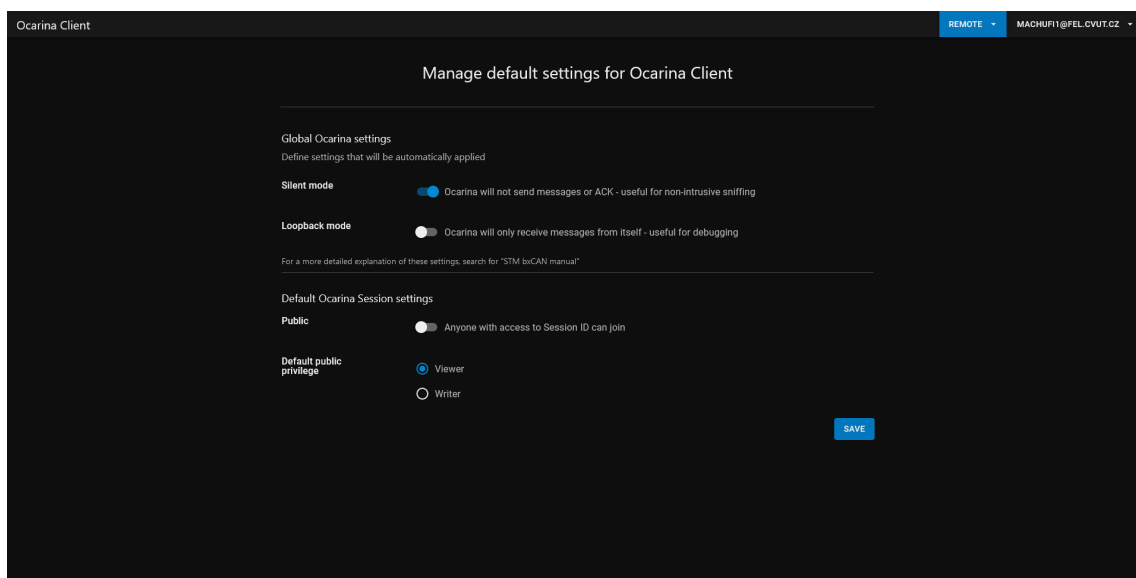 Ocarina Client
REMOTE
MACHUFI1@FEL.CVUT.CZ
Manage default settings for Ocarina Client
Global Ocarina settings
Define settings that will be automatically applied
Silent mode
Ocarina will not send messages or ACK - useful for non-intrusive sniffing
Loopback mode
Ocarina will only receive messages from itself - useful for debugging
For a more detailed explanation of these settings, search for "STM bxCAN manual"
Default Ocarina Session settings
Public
Anyone with access to Session ID can join
Default public
privilege
Viewer
Writer
SAVE